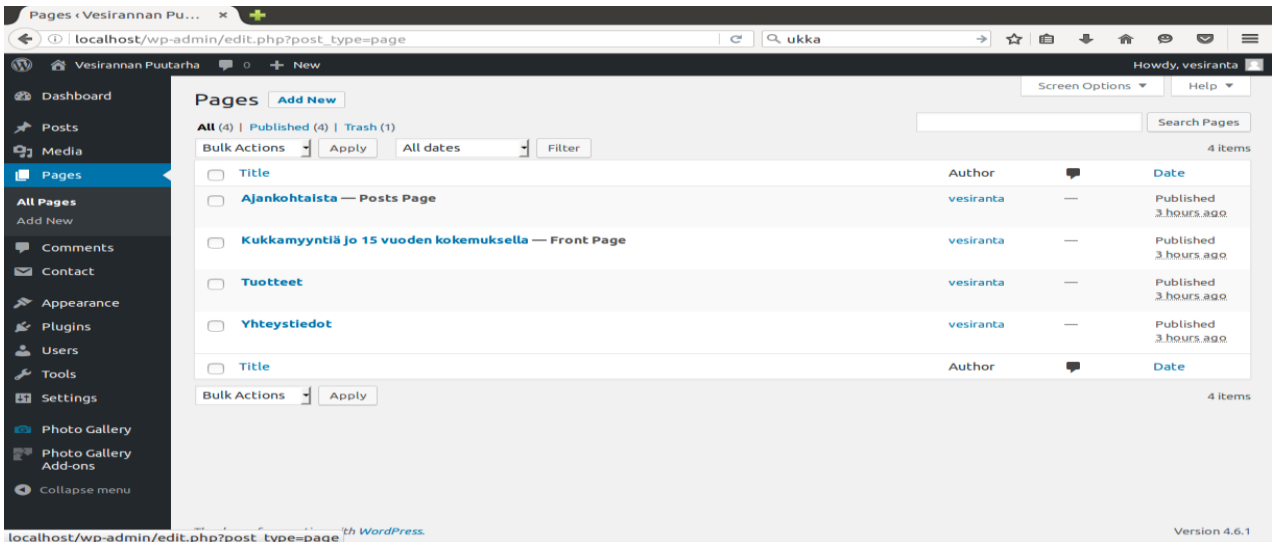 Pages ‹ Vesirannan Pu... ×
localhost/wp-admin/edit.php?post_type=page ukka
Vesirannan Puutarha 0 + New Howdy, vesiranta
Screen Options ▼ Help ▼
Dashboard
Posts
Media
Pages
All Pages
Add New
Comments
Contact
Appearance
Plugins
Users
Tools
Settings
Photo Gallery
Photo Gallery
Add-ons
Collapse menu
Pages Add New
All (4) | Published (4) | Trash (1) Search Pages
Bulk Actions Apply All dates Filter 4 items
Title Author Date
Ajankohtaista — Posts Page vesiranta — Published
3 hours ago
Kukkamyyntiä jo 15 vuoden kokemuksella — Front Page vesiranta — Published
3 hours ago
Tuotteet vesiranta — Published
3 hours ago
Yhteystiedot vesiranta — Published
3 hours ago
Title Author Date
Bulk Actions Apply 4 items
WordPress. Version 4.6.1
localhost/wp-admin/edit.php?post_type=page